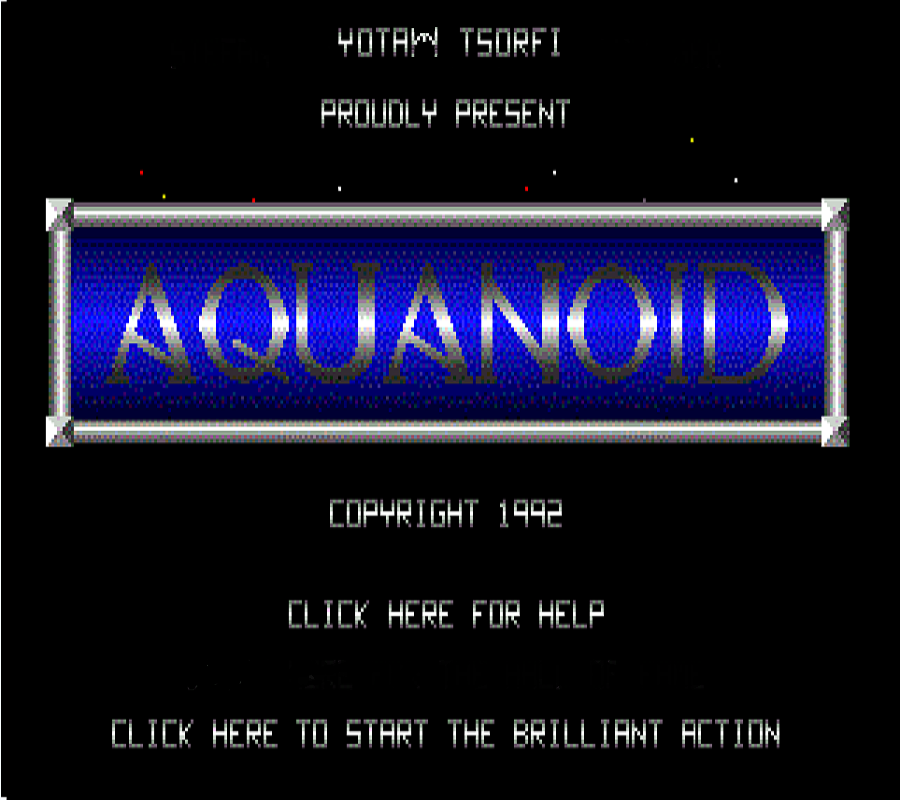 YOTAM TSORFI
PROUDLY PRESENT
AQUANOID
COPYRIGHT 1992
CLICK HERE FOR HELP
CLICK HERE TO START THE BRILLIANT ACTION